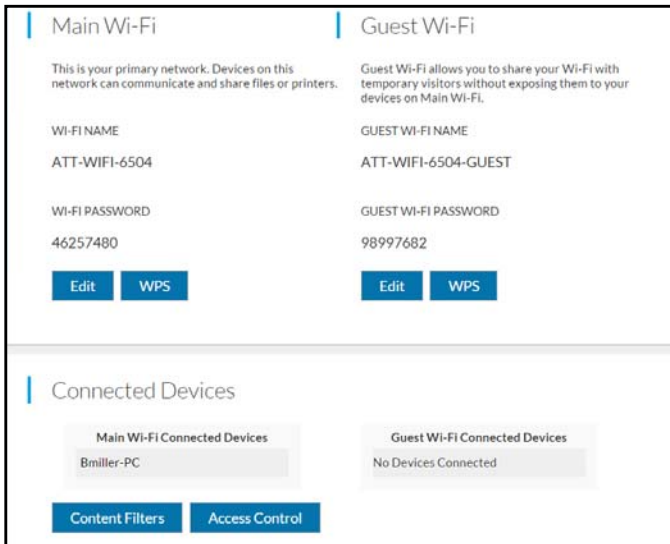 Main Wi-Fi
This is your primary network. Devices on this
network can communicate and share files or printers.
WI-FI NAME
ATT-WIFI-6504
WI-FI PASSWORD
46257480
Edit WPS
Guest Wi-Fi
Guest Wi-Fi allows you to share your Wi-Fi with
temporary visitors without exposing them to your
devices on Main Wi-Fi.
GUEST WI-FI NAME
ATT-WIFI-6504-GUEST
GUEST WI-FI PASSWORD
98997682
Edit WPS
Connected Devices
Main Wi-Fi Connected Devices
Bmiller-PC
Guest Wi-Fi Connected Devices
No Devices Connected
Content Filters Access Control